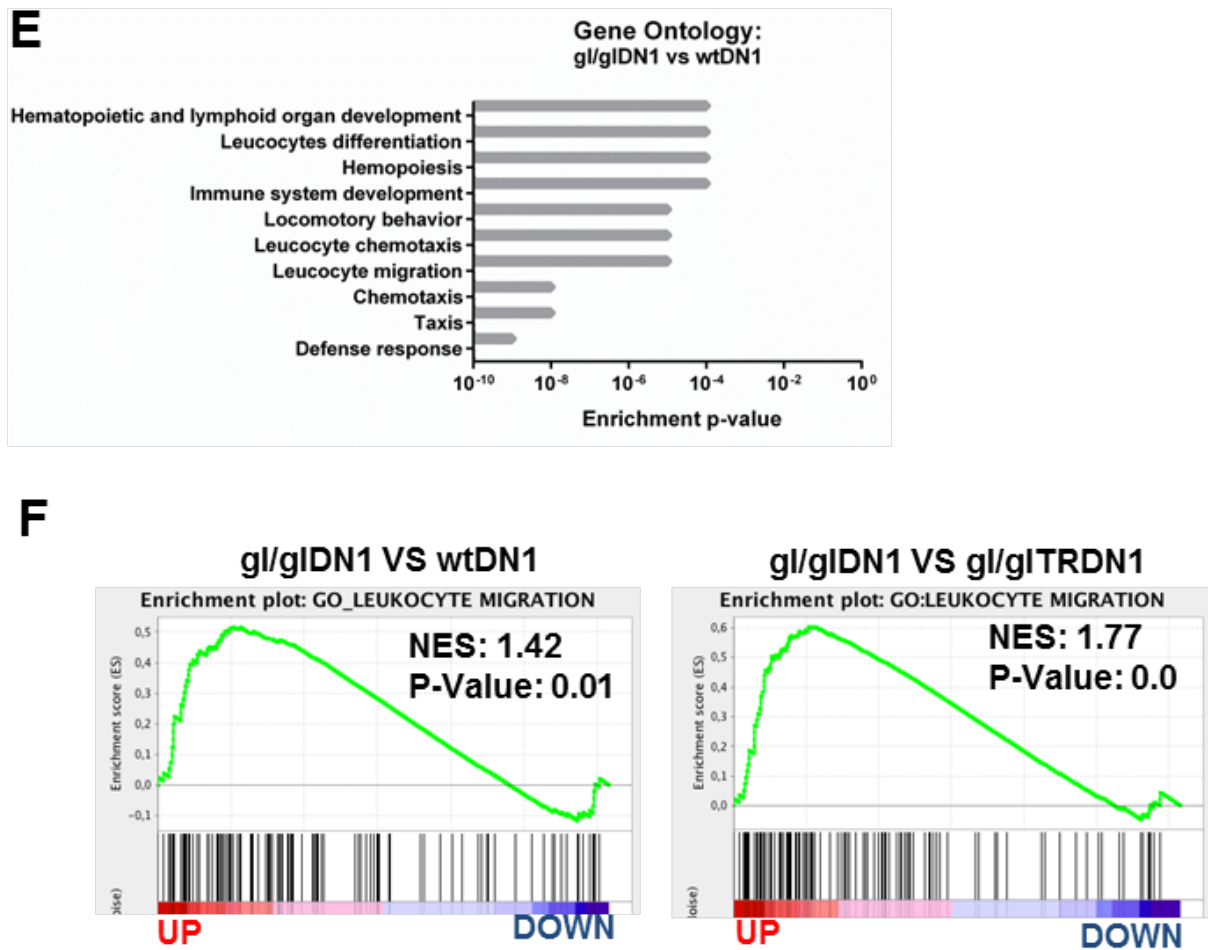 E
Gene Ontology:
gl/glDN1 vs wtDN1
Hematopoietic and lymphoid organ development
Leucocytes differentiation
Hemopoiesis
Immune system development
Locomotory behavior
Leucocyte chemotaxis
Leucocyte migration
Chemotaxis
Taxis
Defense response
10⁻¹⁰ 10⁻⁸ 10⁻⁶ 10⁻⁴ 10⁻² 10⁰
Enrichment p-value
F
gl/glDN1 VS wtDN1
Enrichment plot: GO_LEUKOCYTE MIGRATION
NES: 1.42
P-Value: 0.01
Enrichment score (ES)
0,5
0,4
0,3
0,2
0,1
0,0
-0,1
oise)
UP DOWN
gl/glDN1 VS gl/glTRDN1
Enrichment plot: GO:LEUKOCYTE MIGRATION
NES: 1.77
P-Value: 0.0
Enrichment score (ES)
0,6
0,5
0,4
0,3
0,2
0,1
0,0
oise)
UP DOWN